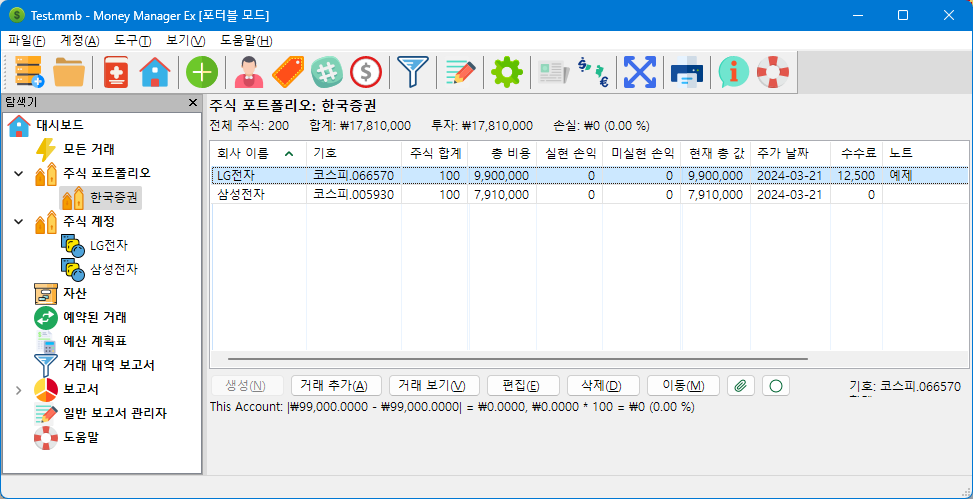 Test.mmb - Money Manager Ex [포터블 모드]
파일(F) 계정(A) 도구(T) 보기(V) 도움말(H)
탐색기
대시보드
모든 거래
주식 포트폴리오
한국증권
주식 계정
LG전자
삼성전자
자산
예약된 거래
예산 계획표
거래 내역 보고서
보고서
일반 보고서 관리자
도움말
주식 포트폴리오: 한국증권
전체 주식: 200 합계: ₩17,810,000 투자: ₩17,810,000 손실: ₩0 (0.00 %)
회사 이름 기호 주식 합계 총 비용 실현 손익 미실현 손익 현재 총 값 주가 날짜 수수료 노트
LG전자 코스피.066570 100 9,900,000 0 0 9,900,000 2024-03-21 12,500 예제
삼성전자 코스피.005930 100 7,910,000 0 0 7,910,000 2024-03-21 0
생성(N) 거래 추가(A) 거래 보기(V) 편집(E) 삭제(D) 이동(M)
기호: 코스피.066570
This Account: |₩99,000.0000 - ₩99,000.0000| = ₩0.0000, ₩0.0000 * 100 = ₩0 (0.00 %)